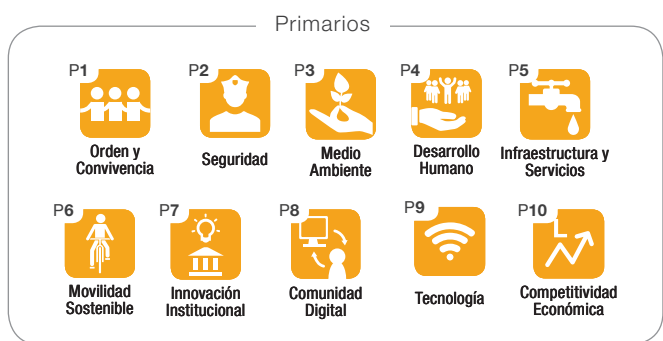 Primarios
P1
Orden y
Convivencia
P2
Seguridad
P3
Medio
Ambiente
P4
Desarrollo
Humano
P5
Infraestructura y
Servicios
P6
Movilidad
Sostenible
P7
Innovación
Institucional
P8
Comunidad
Digital
P9
Tecnología
P10
Competitividad
Económica